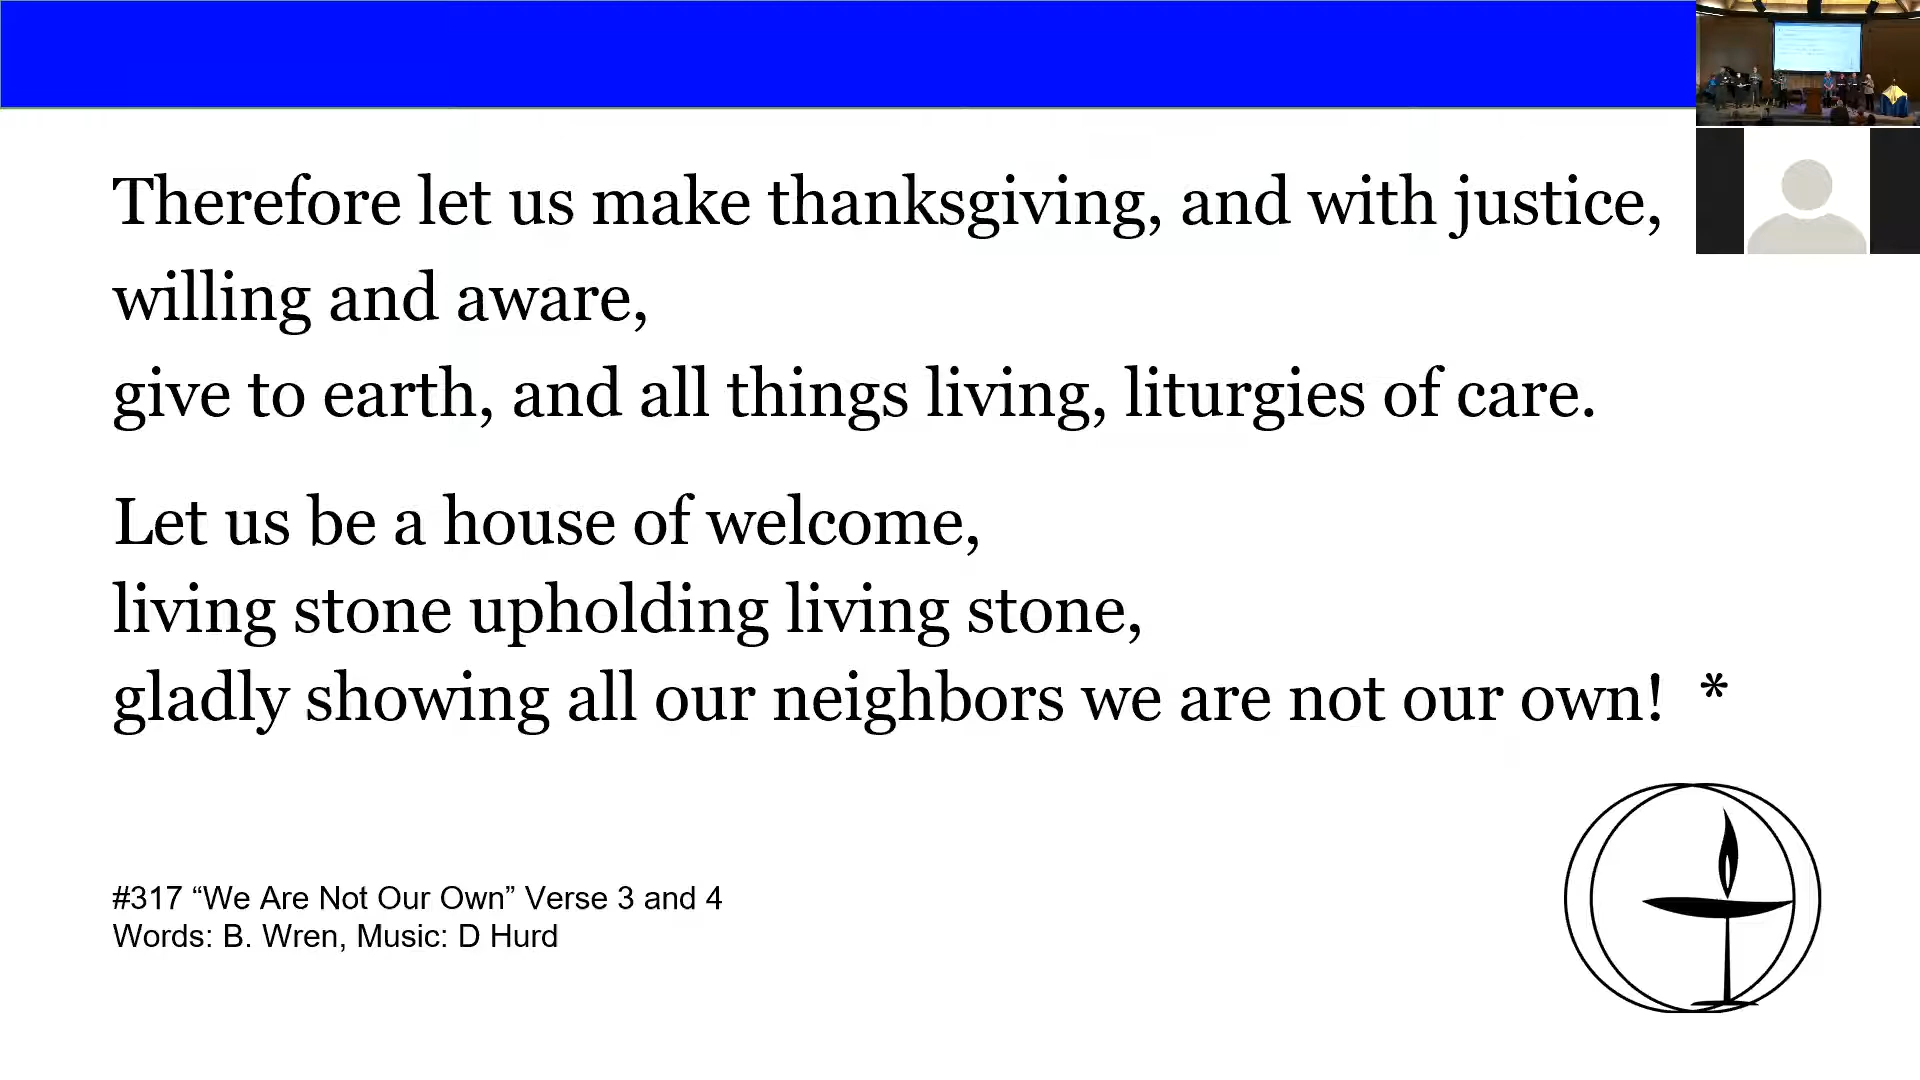 Therefore let us make thanksgiving, and with justice,
willing and aware,
give to earth, and all things living, liturgies of care.
Let us be a house of welcome,
living stone upholding living stone,
gladly showing all our neighbors we are not our own! *
#317 “We Are Not Our Own” Verse 3 and 4
Words: B. Wren, Music: D Hurd